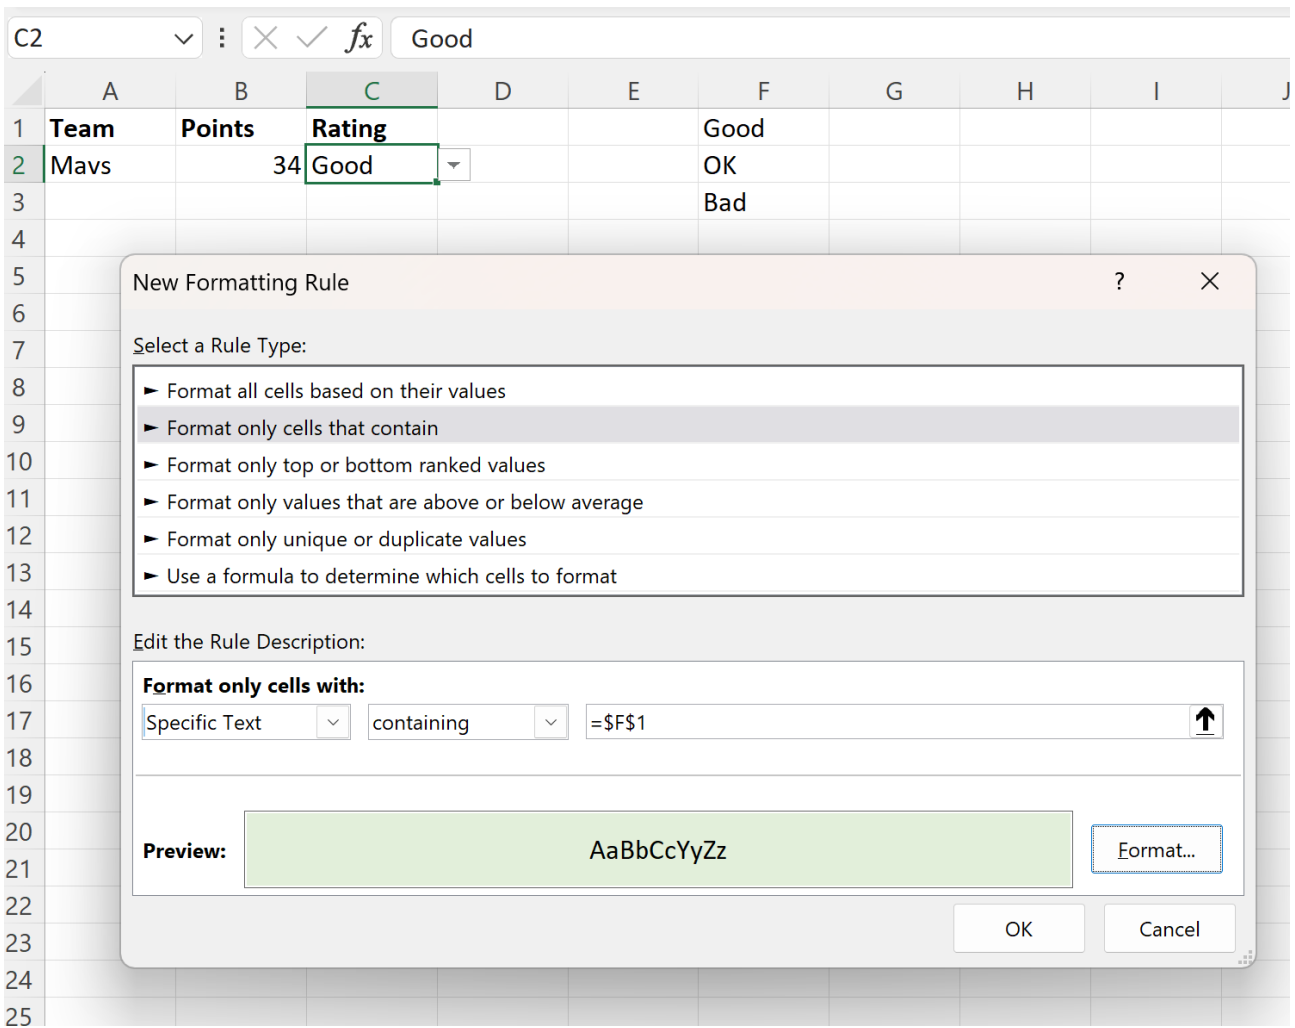 C2 fx Good
A B C D E F G H I J
1 Team Points Rating Good
2 Mavs 34 Good OK
3 Bad
4
5
6
7
8
9
10
11
12
13
14
15
16
17
18
19
20
21
22
23
24
25
New Formatting Rule ?
Select a Rule Type:
► Format all cells based on their values
► Format only cells that contain
► Format only top or bottom ranked values
► Format only values that are above or below average
► Format only unique or duplicate values
► Use a formula to determine which cells to format
Edit the Rule Description:
Format only cells with:
Specific Text containing =$F$1
Preview: AaBbCcYyZz Format...
OK Cancel